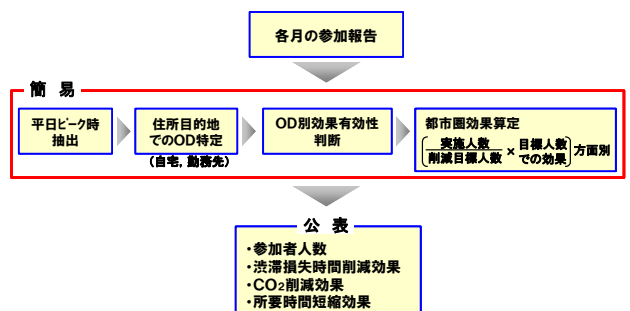 各月の参加報告
簡 易
平日ピーク時
抽出
住所目的地
でのOD特定
(自宅，勤務先)
OD別効果有効性
判断
都市圏効果算定
実施人数
削減目標人数
×
目標人数
での効果
方面別
公 表
・参加者人数
・渋滞損失時間削減効果
・CO2削減効果
・所要時間短縮効果